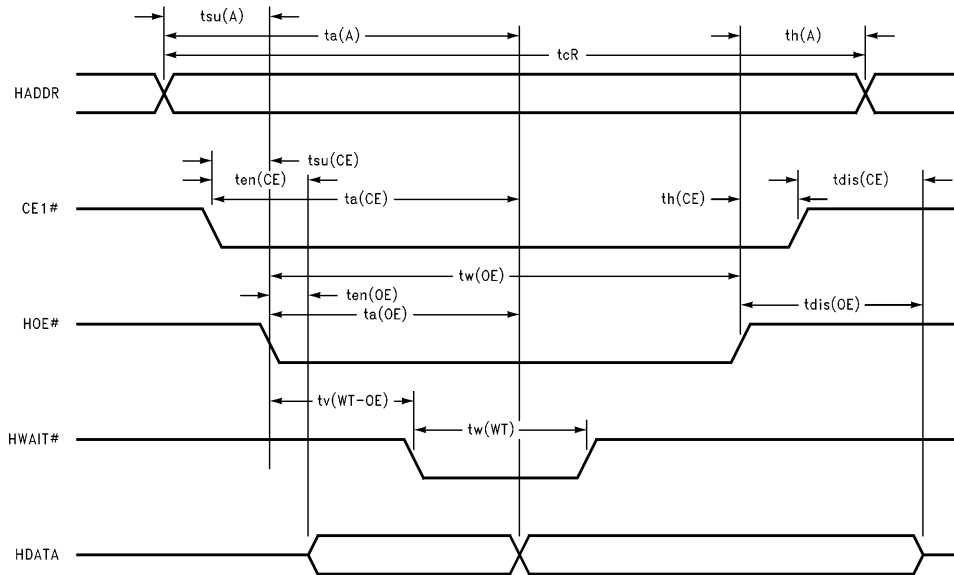 tsu(A)
ta(A)
th(A)
tcR
HADDR
tsu(CE)
ten(CE)
tdis(CE)
ta(CE)
th(CE)
CE1#
tw(OE)
ten(OE)
ta(OE)
tdis(OE)
HOE#
tv(WT-OE)
tw(WT)
HWAIT#
HDATA